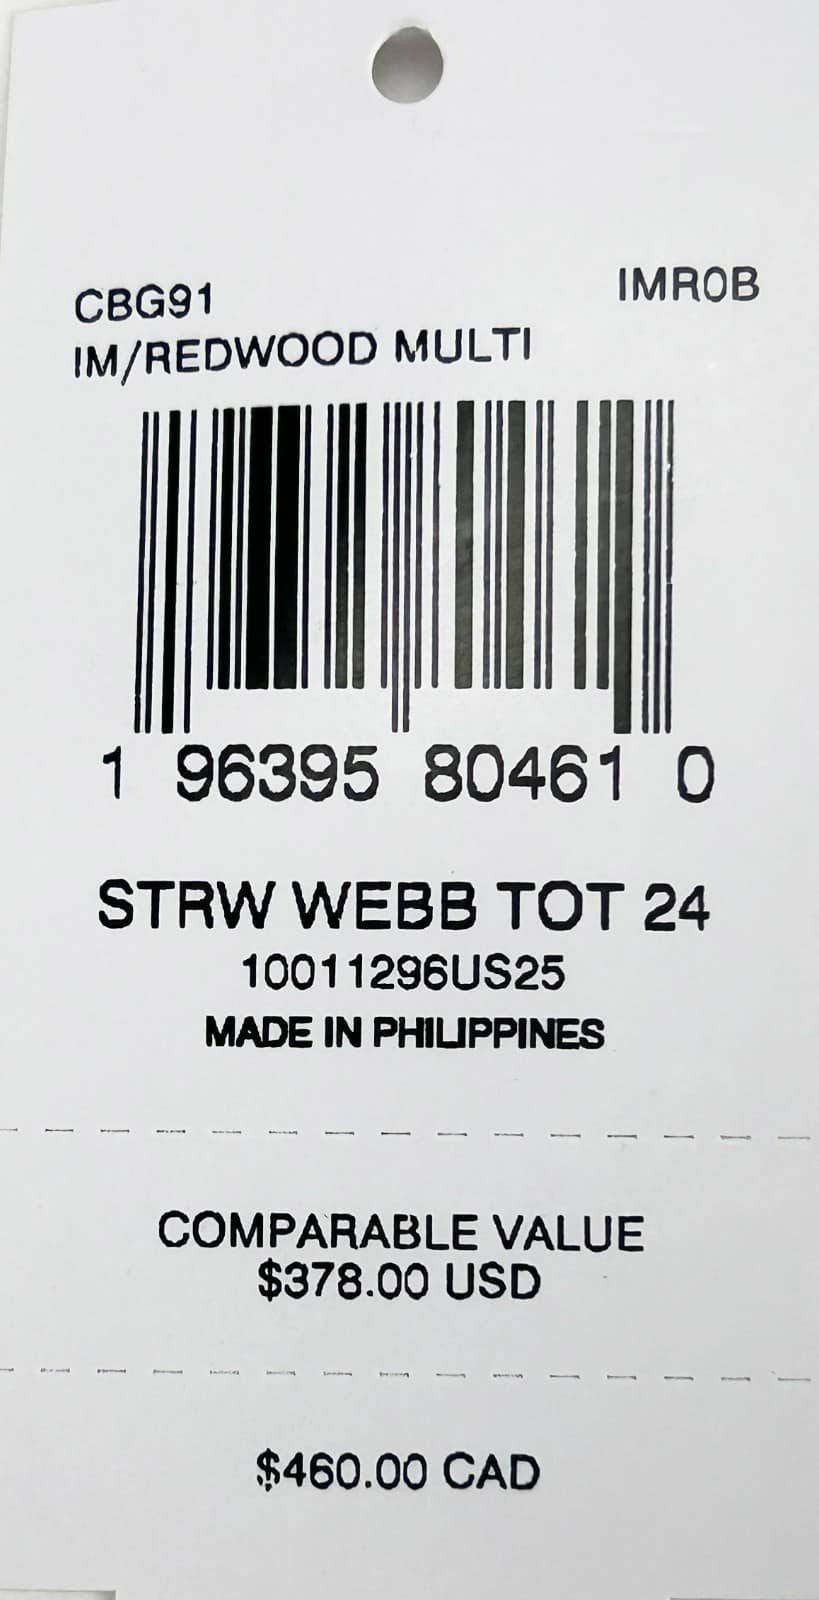 CBG91 IMR0B
IM/REDWOOD MULTI
1 96395 80461 0
STRW WEBB TOT 24
10011296US25
MADE IN PHILIPPINES
COMPARABLE VALUE
$378.00 USD
$460.00 CAD